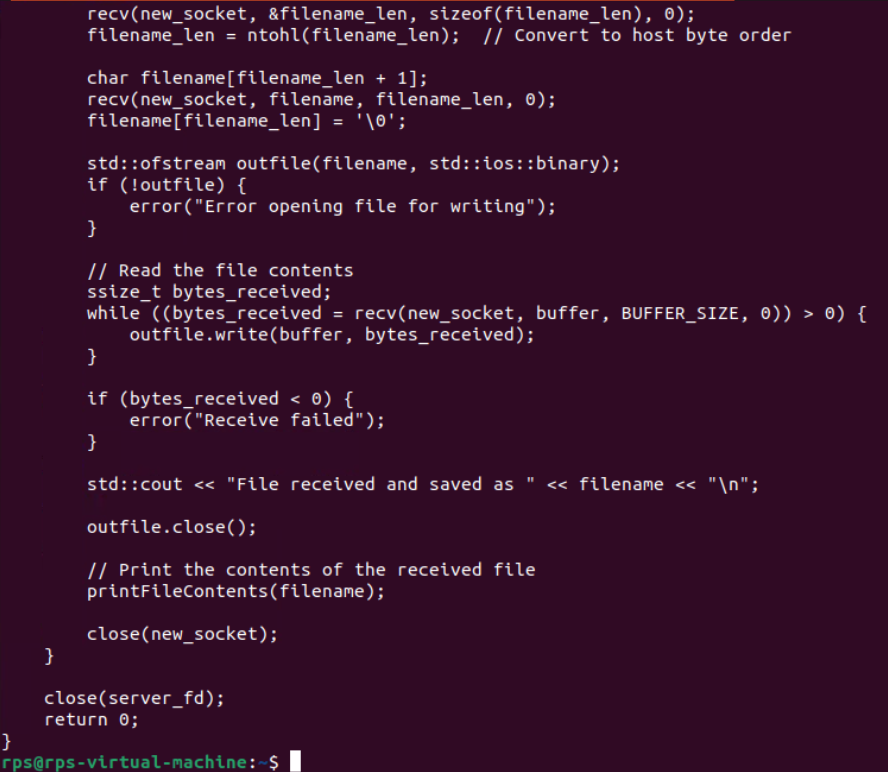 recv(new_socket, &filename_len, sizeof(filename_len), 0);
        filename_len = ntohl(filename_len);  // Convert to host byte order

        char filename[filename_len + 1];
        recv(new_socket, filename, filename_len, 0);
        filename[filename_len] = '\0';

        std::ofstream outfile(filename, std::ios::binary);
        if (!outfile) {
            error("Error opening file for writing");
        }

        // Read the file contents
        ssize_t bytes_received;
        while ((bytes_received = recv(new_socket, buffer, BUFFER_SIZE, 0)) > 0) {
            outfile.write(buffer, bytes_received);
        }

        if (bytes_received < 0) {
            error("Receive failed");
        }

        std::cout << "File received and saved as " << filename << "\n";

        outfile.close();

        // Print the contents of the received file
        printFileContents(filename);

        close(new_socket);
    }

    close(server_fd);
    return 0;
}
rps@rps-virtual-machine:~$